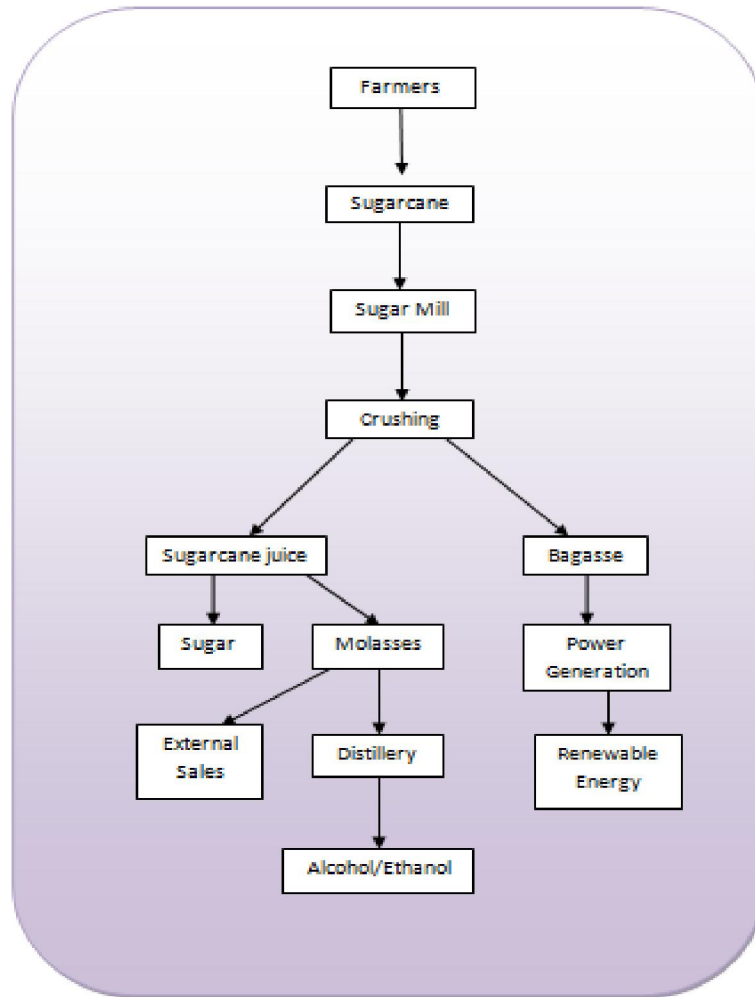 Farmers
Sugarcane
Sugar Mill
Crushing
Sugarcane juice
Bagasse
Sugar
Molasses
Power
Generation
External
Sales
Distillery
Renewable
Energy
Alcohol/Ethanol